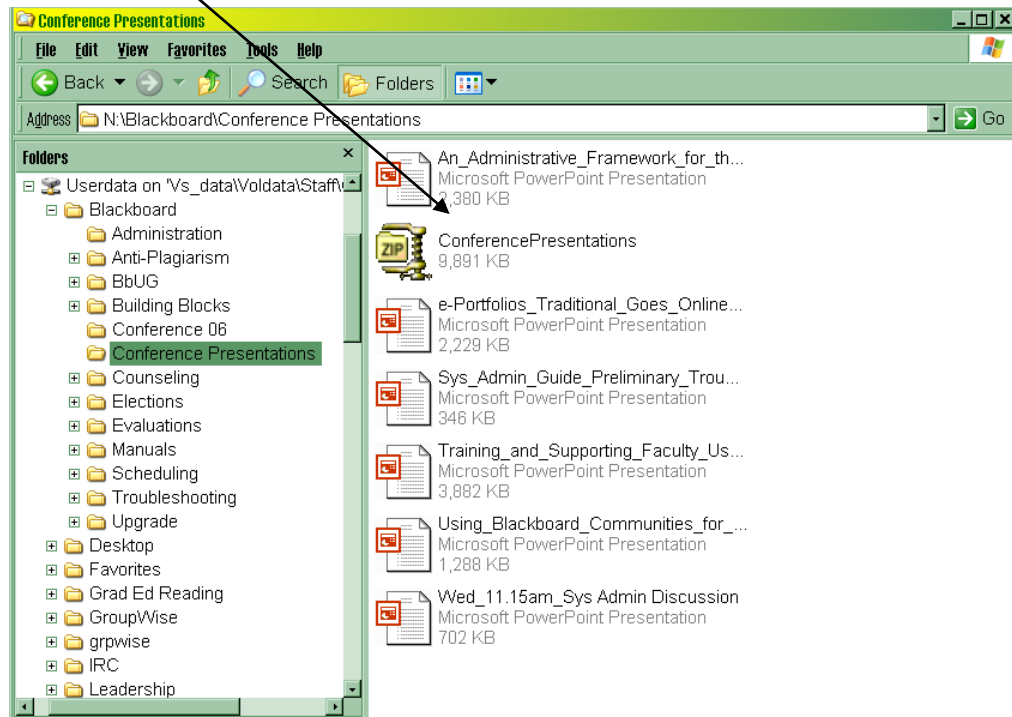 Conference Presentations
File Edit View Favorites Tools Help
Back Search Folders
Address N:\Blackboard\Conference Presentations Go
Folders
Userdata on 'Vs_data\Voldata\Staff\
Blackboard
Administration
Anti-Plagiarism
BbUG
Building Blocks
Conference 06
Conference Presentations
Counseling
Elections
Evaluations
Manuals
Scheduling
Troubleshooting
Upgrade
Desktop
Favorites
Grad Ed Reading
GroupWise
grpwise
IRC
Leadership
An_Administrative_Framework_for_th...
Microsoft PowerPoint Presentation
2,380 KB
ZIP
ConferencePresentations
9,891 KB
e-Portfolios_Traditional_Goes_Online...
Microsoft PowerPoint Presentation
2,229 KB
Sys_Admin_Guide_Preliminary_Trou...
Microsoft PowerPoint Presentation
346 KB
Training_and_Supporting_Faculty_Us...
Microsoft PowerPoint Presentation
3,882 KB
Using_Blackboard_Communities_for_...
Microsoft PowerPoint Presentation
1,288 KB
Wed_11.15am_Sys Admin Discussion
Microsoft PowerPoint Presentation
702 KB